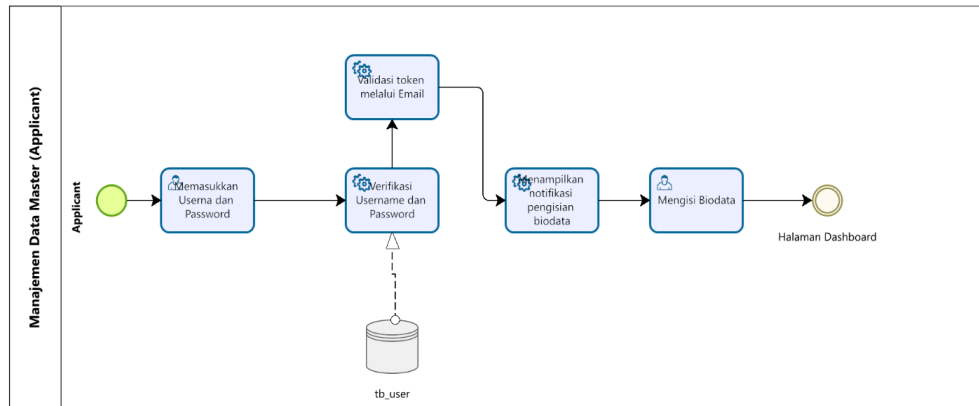 Manajemen Data Master (Applicant)
Applicant
Memasukkan
Userna dan
Password
Verifikasi
Username dan
Password
Validasi token
melalui Email
Menampilkan
notifikasi
pengisian
biodata
Mengisi Biodata
Halaman Dashboard
tb_user